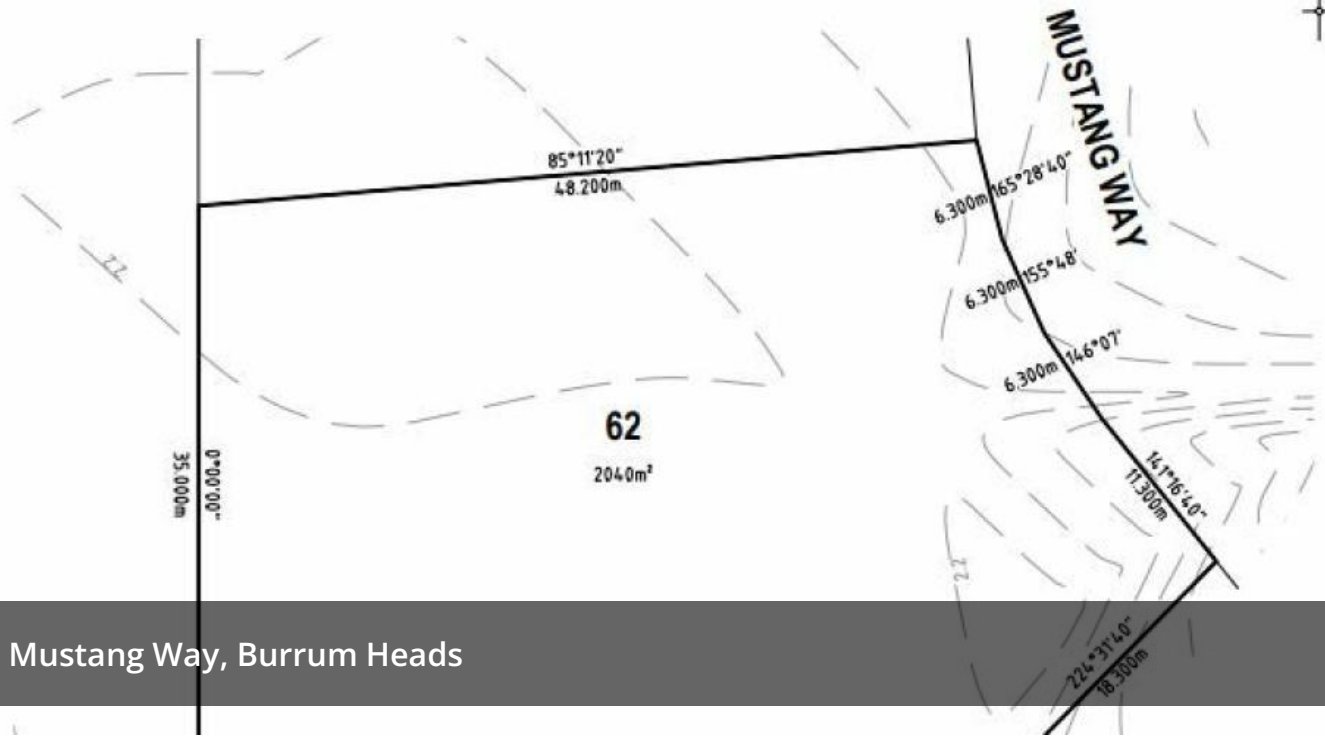 MUSTANG WAY
85°11'20"
48.200m
6.300m 165°28'40"
6.300m 155°48'
6.300m 146°07'
22
62
2040m²
0°00'00"
35.000m
141°16'40"
11.300m
22
224°31'40"
18.300m
Mustang Way, Burrum Heads